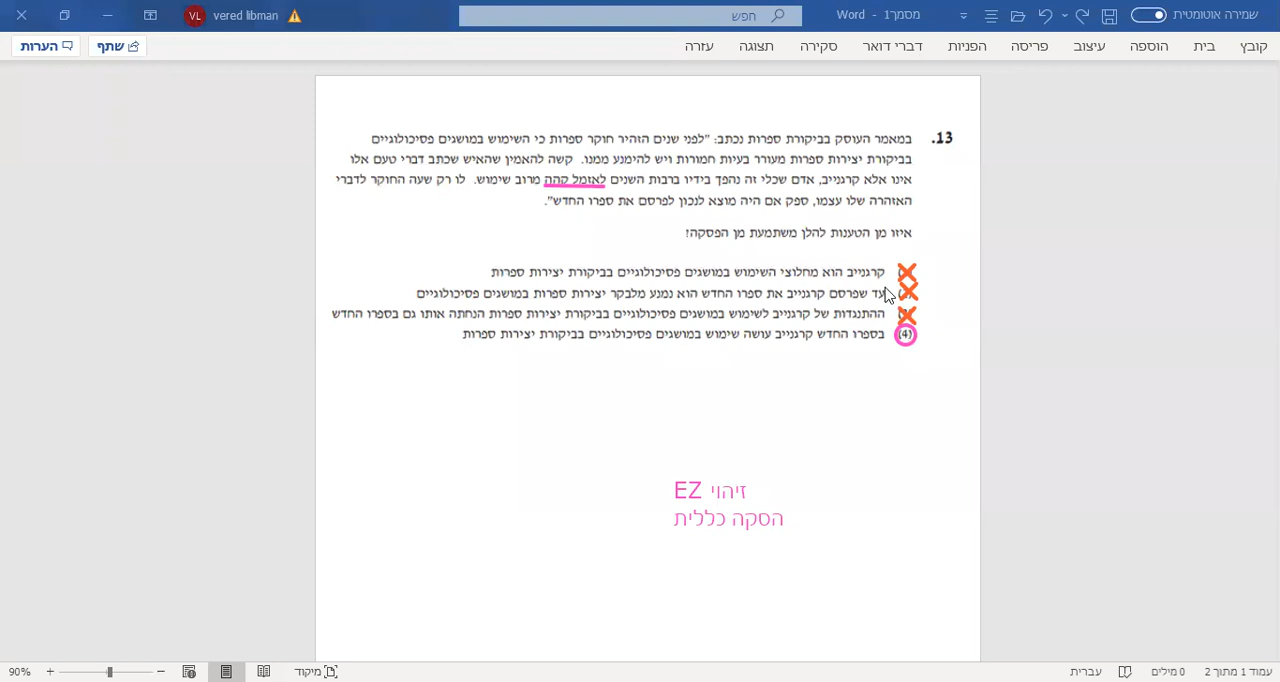 שמירה אוטומטית
מסמך1 - Word
חפש
vered libman
VL
קובץ
בית
הוספה
עיצוב
פריסה
הפניות
דברי דואר
סקירה
תצוגה
עזרה
שתף
הערות
13. במאמר העוסק בביקורת ספרות נכתב: "לפני שנים הזהיר חוקר ספרות כי השימוש במושגים פסיכולוגיים
בביקורת יצירות ספרות מעורר בעיות חמורות ויש להימנע ממנו. קשה להאמין שהאיש שכתב דברי טעם אלו
אינו אלא קרגנייב, אדם שכלי זה נהפך בידיו ברבות השנים לאזמל קהה מרוב שימוש. לו רק שעה החוקר לדברי
האזהרה שלו עצמו, ספק אם היה מוצא לנכון לפרסם את ספרו החדש".
איזו מן הטענות להלן משתמעת מן הפסקה?
קרגנייב הוא מחלוצי השימוש במושגים פסיכולוגיים בביקורת יצירות ספרות
עד שפרסם קרגנייב את ספרו החדש הוא נמנע מלבקר יצירות ספרות במושגים פסיכולוגיים
ההתנגדות של קרגנייב לשימוש במושגים פסיכולוגיים בביקורת יצירות ספרות הנחתה אותו גם בספרו החדש
(4) בספרו החדש קרגנייב עושה שימוש במושגים פסיכולוגיים בביקורת יצירות ספרות
זיהוי EZ
הסקה כללית
עמוד 1 מתוך 2
0 מילים
עברית
מיקוד
90%